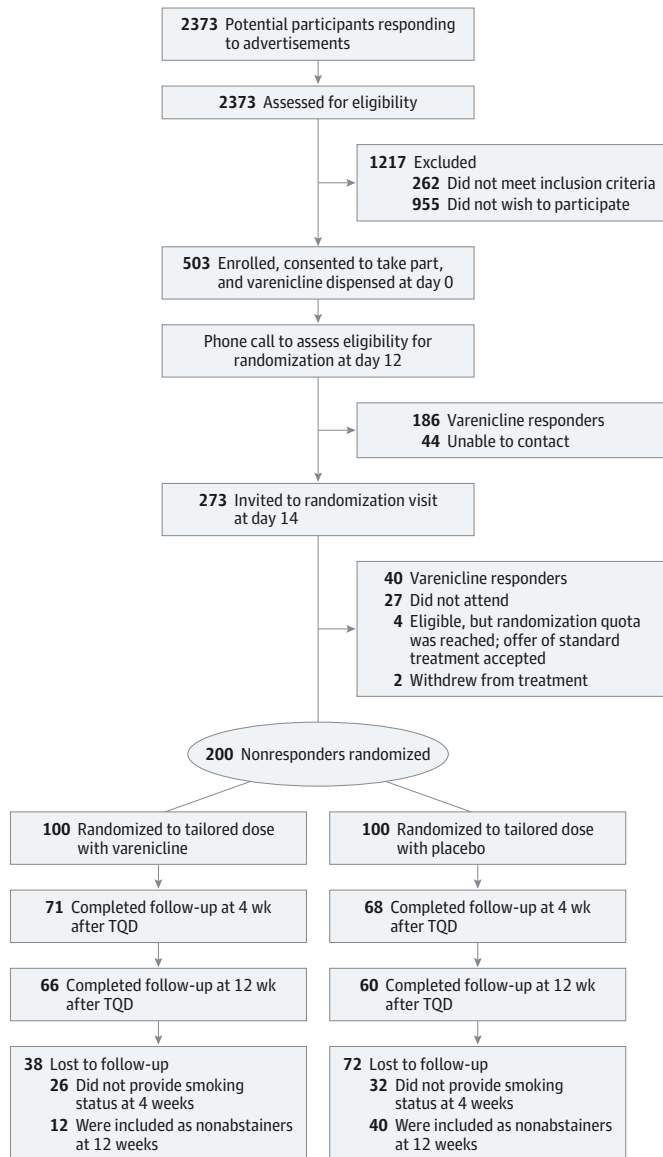 2373 Potential participants responding
to advertisements
2373 Assessed for eligibility
1217 Excluded
262 Did not meet inclusion criteria
955 Did not wish to participate
503 Enrolled, consented to take part,
and varenicline dispensed at day 0
Phone call to assess eligibility for
randomization at day 12
186 Varenicline responders
44 Unable to contact
273 Invited to randomization visit
at day 14
40 Varenicline responders
27 Did not attend
4 Eligible, but randomization quota
was reached; offer of standard
treatment accepted
2 Withdrew from treatment
200 Nonresponders randomized
100 Randomized to tailored dose
with varenicline
71 Completed follow-up at 4 wk
after TQD
66 Completed follow-up at 12 wk
after TQD
38 Lost to follow-up
26 Did not provide smoking
status at 4 weeks
12 Were included as nonabstainers
at 12 weeks
100 Randomized to tailored dose
with placebo
68 Completed follow-up at 4 wk
after TQD
60 Completed follow-up at 12 wk
after TQD
72 Lost to follow-up
32 Did not provide smoking
status at 4 weeks
40 Were included as nonabstainers
at 12 weeks